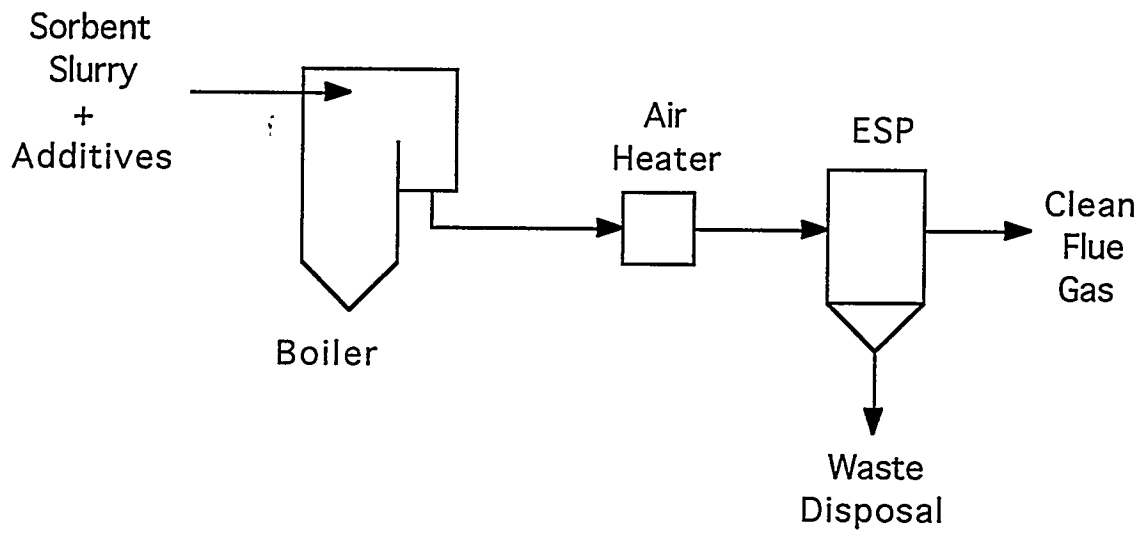 Sorbent
Slurry
+
Additives
Boiler
Air
Heater
ESP
Clean
Flue
Gas
Waste
Disposal